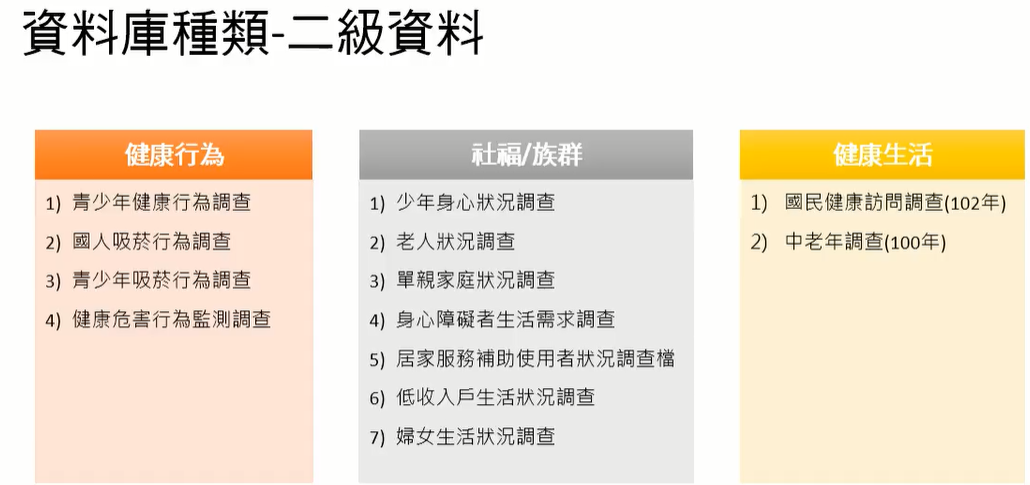 資料庫種類-二級資料
健康行為
1) 青少年健康行為調查
2) 國人吸菸行為調查
3) 青少年吸菸行為調查
4) 健康危害行為監測調查
社福/族群
1) 少年身心狀況調查
2) 老人狀況調查
3) 單親家庭狀況調查
4) 身心障礙者生活需求調查
5) 居家服務補助使用者狀況調查檔
6) 低收入戶生活狀況調查
7) 婦女生活狀況調查
健康生活
1) 國民健康訪問調查(102年)
2) 中老年調查(100年)